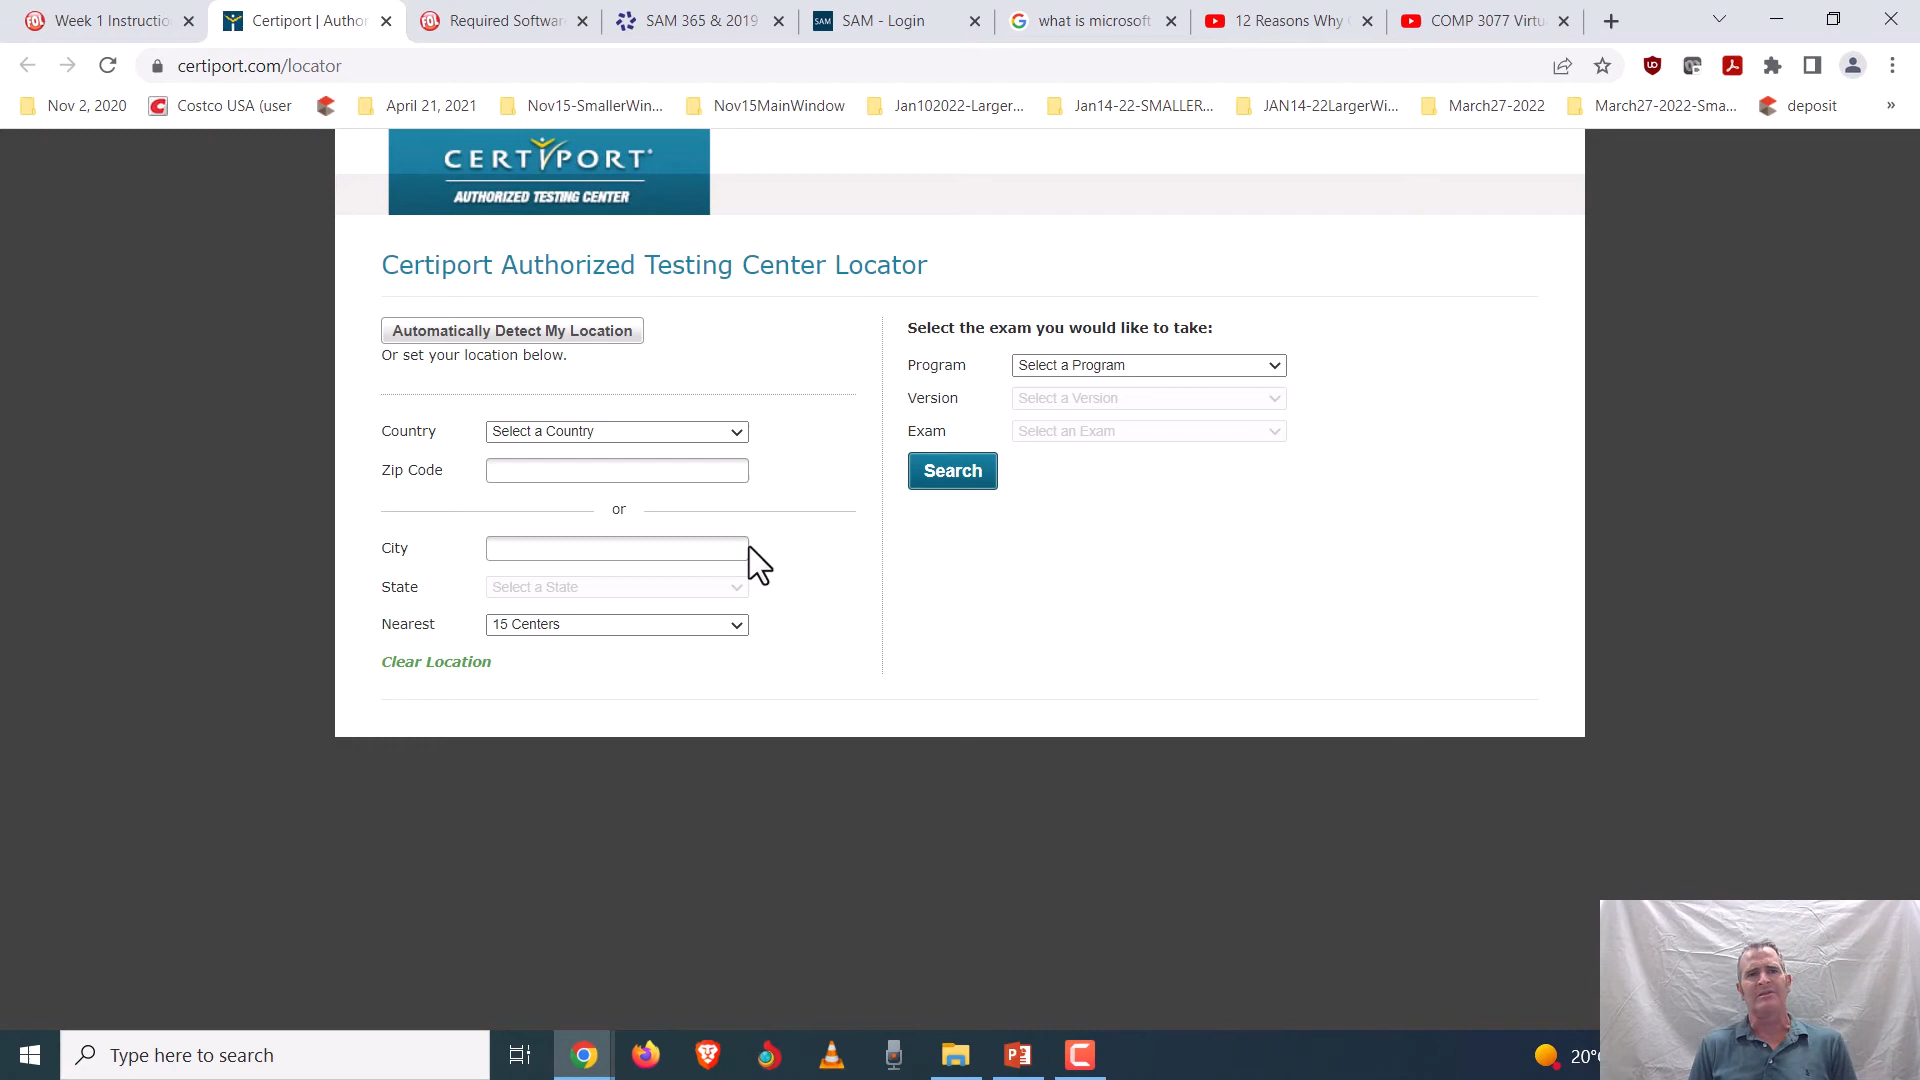 Week 1 Instructio
Certiport | Author
Required Softwar
SAM 365 & 2019
SAM - Login
what is microsoft
12 Reasons Why
COMP 3077 Virtu
certiport.com/locator
Nov 2, 2020
Costco USA (user
April 21, 2021
Nov15-SmallerWin...
Nov15MainWindow
Jan102022-Larger...
Jan14-22-SMALLER...
JAN14-22LargerWi...
March27-2022
March27-2022-Sma...
deposit
»
CERTIPORT
AUTHORIZED TESTING CENTER
Certiport Authorized Testing Center Locator
Automatically Detect My Location
Or set your location below.
Country
Select a Country
Zip Code
or
City
State
Select a State
Nearest
15 Centers
Clear Location
Select the exam you would like to take:
Program
Select a Program
Version
Select a Version
Exam
Select an Exam
Search
Type here to search
20°